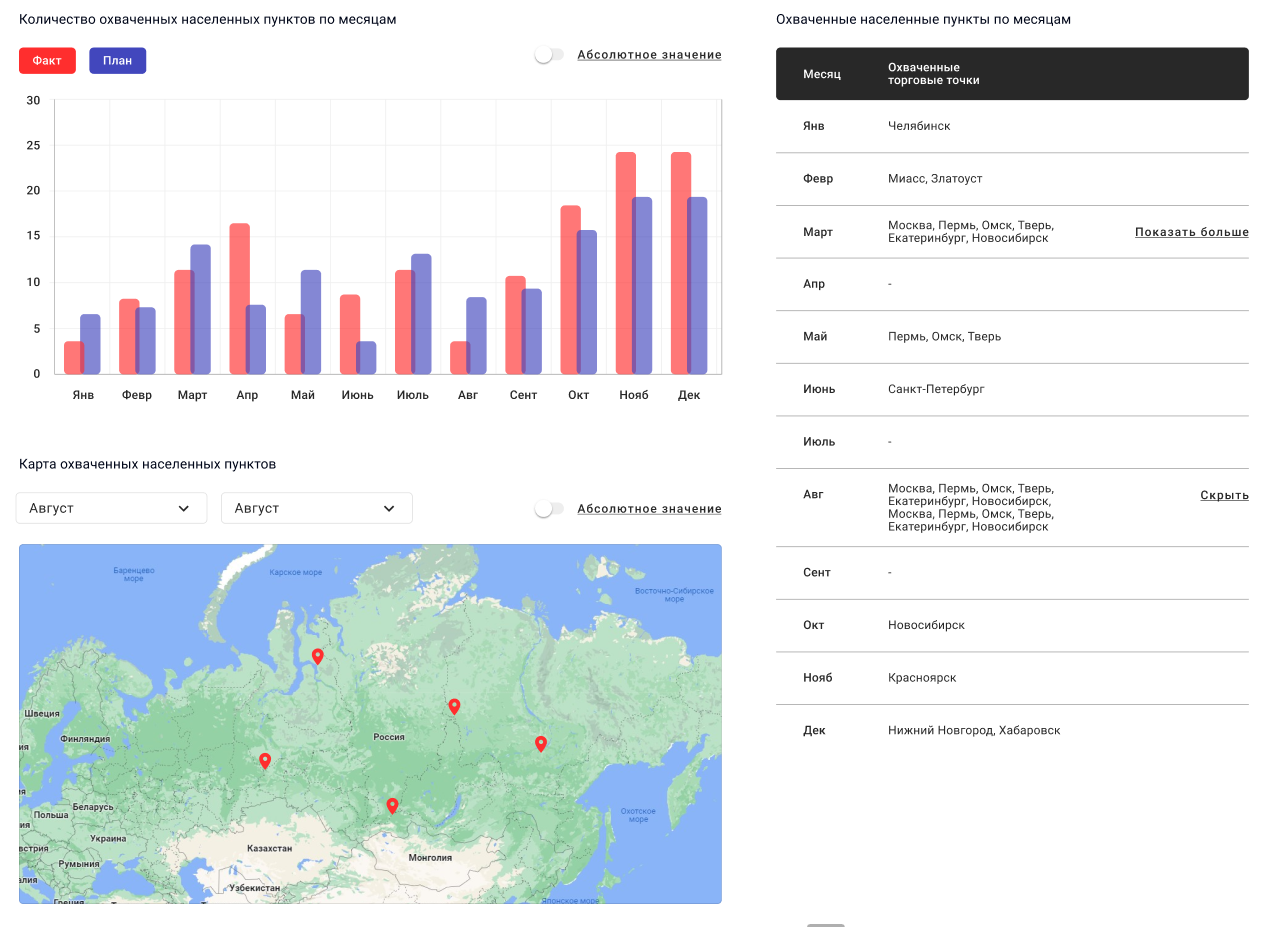 Количество охваченных населенных пунктов по месяцам
Факт
План
Абсолютное значение
30
25
20
15
10
5
0
Янв
Февр
Март
Апр
Май
Июнь
Июль
Авг
Сент
Окт
Нояб
Дек
Карта охваченных населенных пунктов
Август
Август
Абсолютное значение
Баренцево
море
Карское море
Восточно-Сибирское
море
Швеция
Финляндия
Россия
Беларусь
Польша
Украина
Румыния
Казахстан
Монголия
Узбекистан
Охотское
море
Японское море
Охваченные населенные пункты по месяцам
Месяц
Охваченные
торговые точки
Янв
Челябинск
Февр
Миасс, Златоуст
Март
Москва, Пермь, Омск, Тверь,
Екатеринбург, Новосибирск
Показать больше
Апр
-
Май
Пермь, Омск, Тверь
Июнь
Санкт-Петербург
Июль
-
Авг
Москва, Пермь, Омск, Тверь,
Екатеринбург, Новосибирск,
Москва, Пермь, Омск, Тверь,
Екатеринбург, Новосибирск
Скрыть
Сент
-
Окт
Новосибирск
Нояб
Красноярск
Дек
Нижний Новгород, Хабаровск